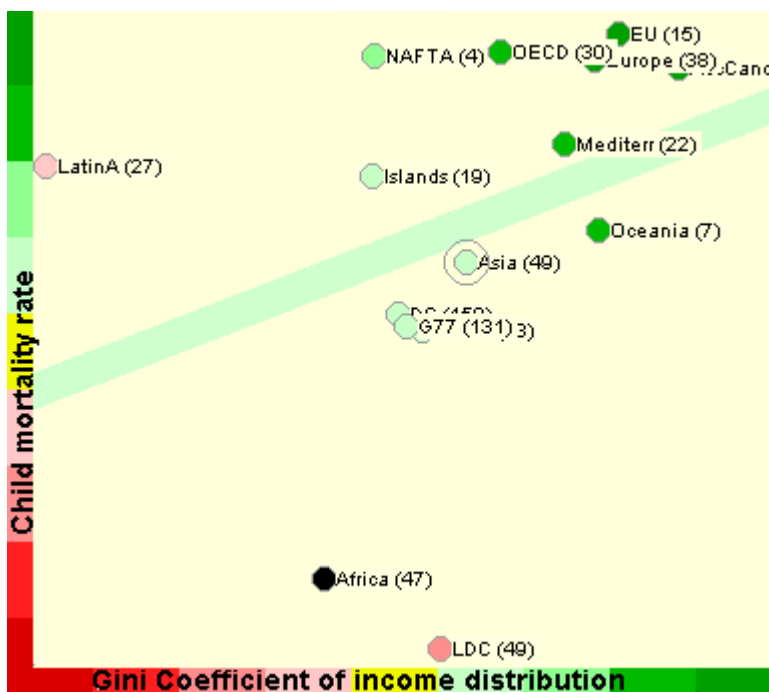 EU (15)
NAFTA (4)
OECD (30)
Europe (38)
Mediterr (22)
LatinA (27)
Islands (19)
Oceania (7)
Asia (49)
G77 (131)
Child mortality rate
Africa (47)
LDC (49)
Gini Coefficient of income distribution